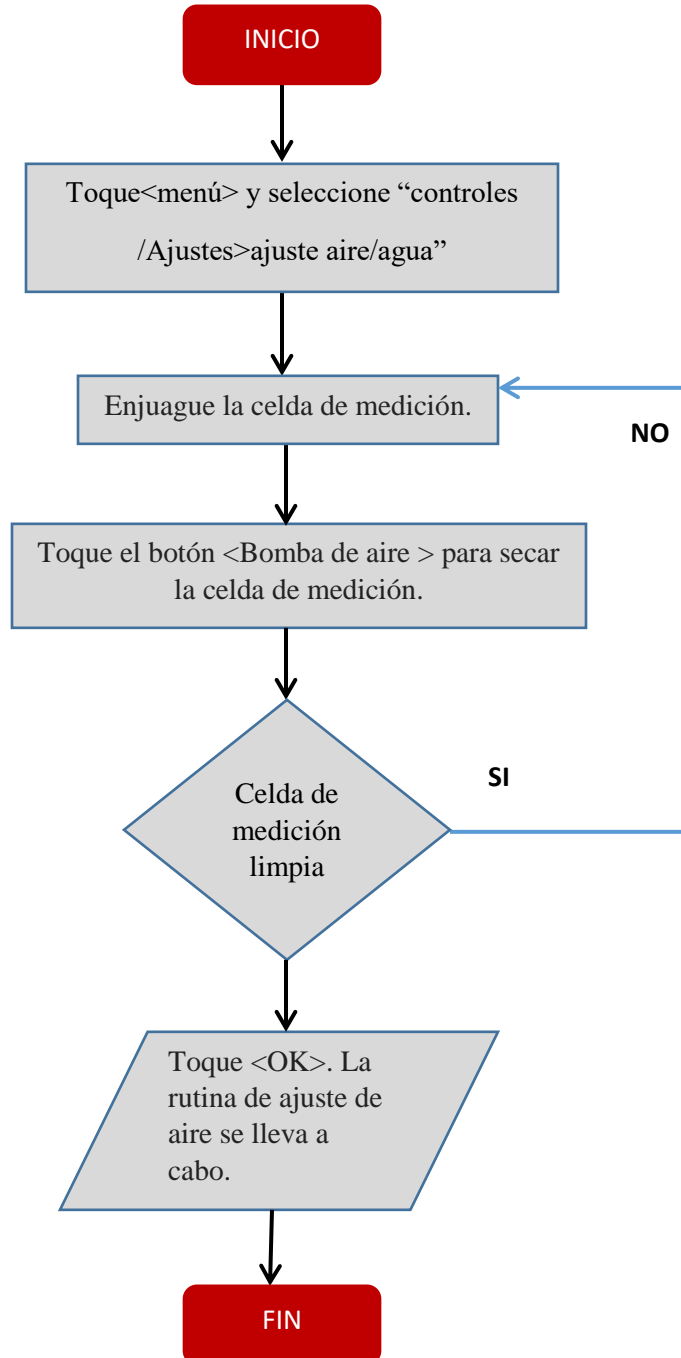 INICIO
Toque<menú> y seleccione “controles
/Ajustes>ajuste aire/agua”
Enjuague la celda de medición.
NO
Toque el botón <Bomba de aire > para secar
la celda de medición.
SI
Celda de
medición
limpia
Toque <OK>. La
rutina de ajuste de
aire se lleva a
cabo.
FIN